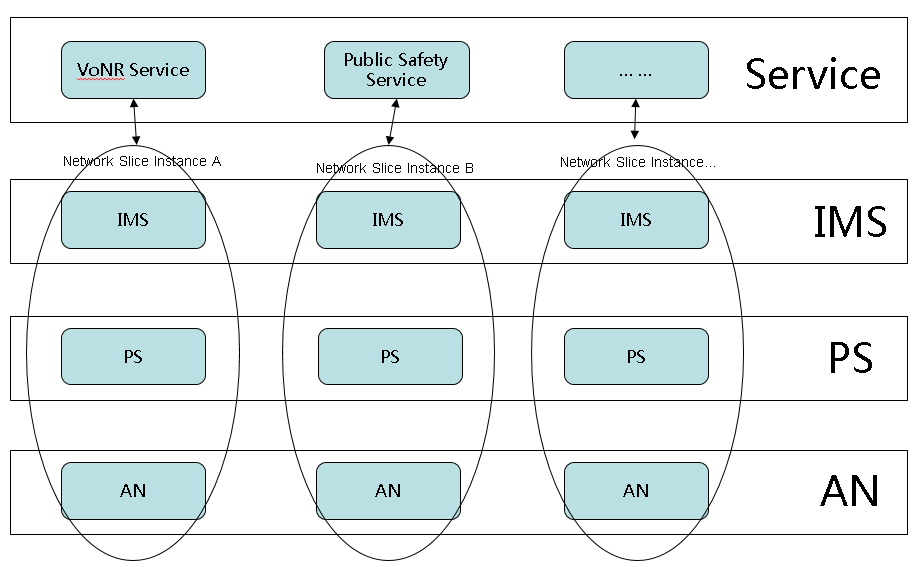 VoNR Service
Public Safety
Service
... ...
Service
Network Slice Instance A
Network Slice Instance B
Network Slice Instance...
IMS
IMS
IMS
IMS
PS
PS
PS
PS
AN
AN
AN
AN